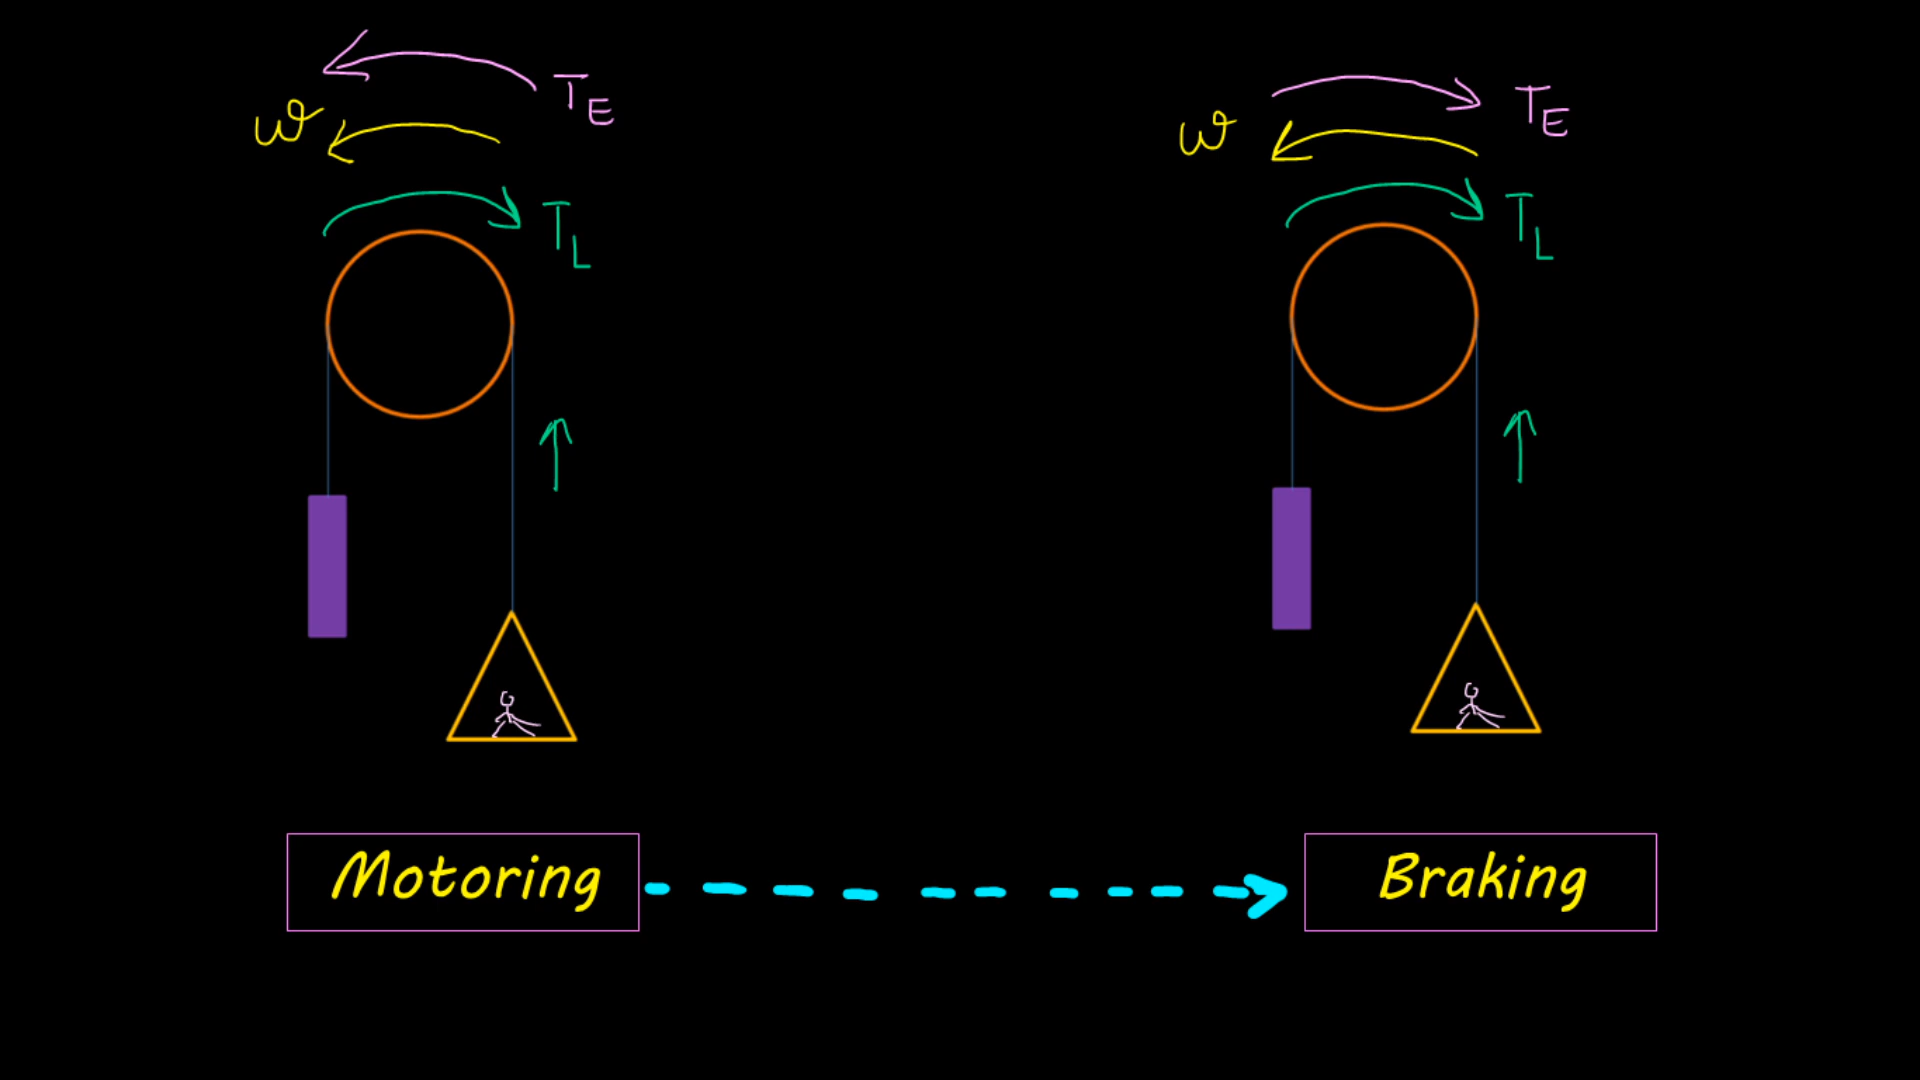 T_E
ω
T_L
T_E
ω
T_L
Motoring
Braking